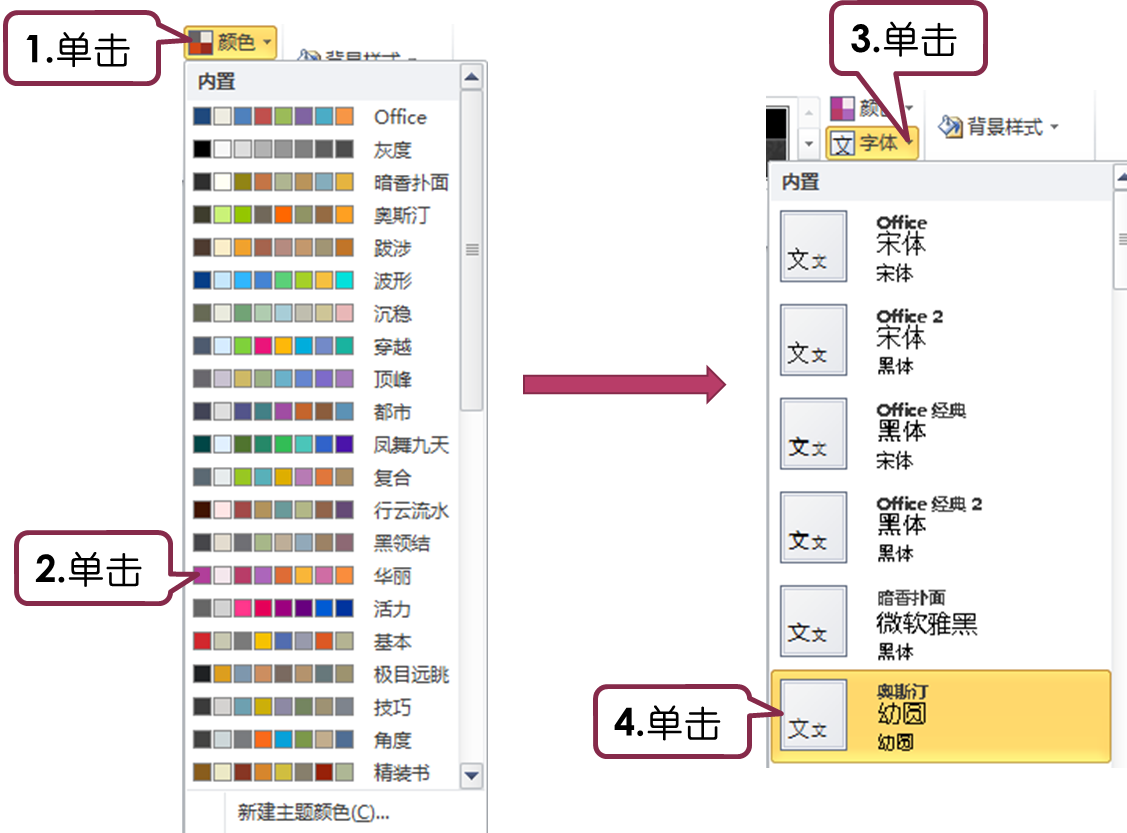 1.单击
颜色
背景样式
内置
Office
灰度
暗香扑面
奥斯汀
跋涉
波形
沉稳
穿越
顶峰
都市
凤舞九天
复合
行云流水
黑领结
2.单击
华丽
活力
基本
极目远眺
技巧
角度
精装书
新建主题颜色(C)...
3.单击
颜色
文 字体
背景样式
内置
文文
Office
宋体
宋体
文文
Office 2
宋体
黑体
文文
Office 经典
黑体
宋体
文文
Office 经典 2
黑体
黑体
文文
暗香扑面
微软雅黑
黑体
4.单击
文文
奥斯汀
幼圆
幼圆